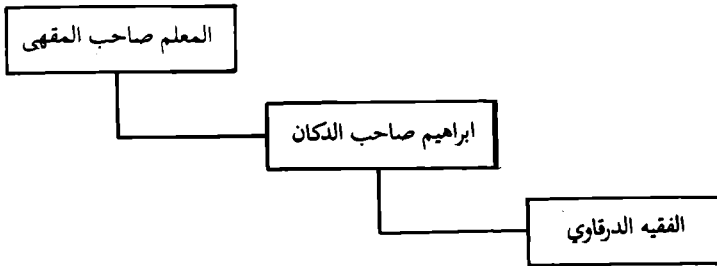 المعلم صاحب المقهى
ابراهيم صاحب الدكان
الفقيه الدرقاوي